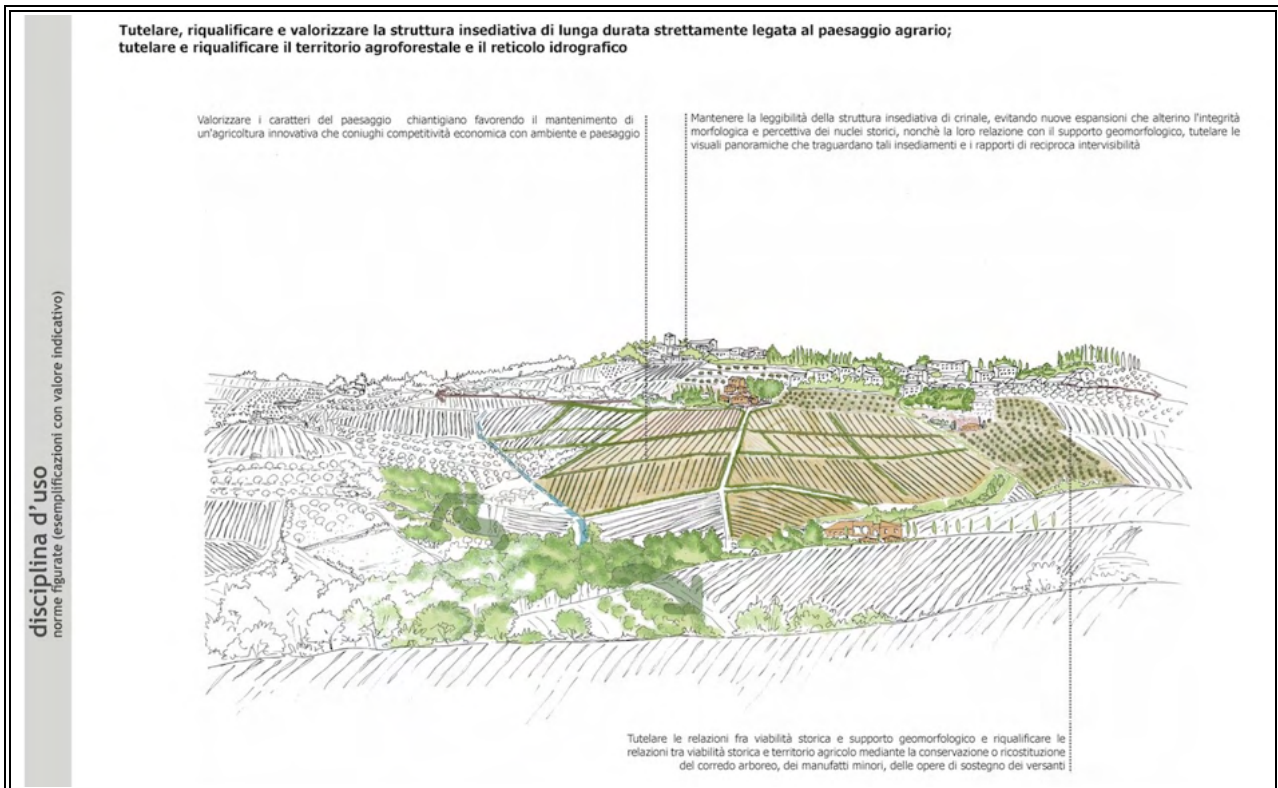 Tutelare, riqualificare e valorizzare la struttura insediativa di lunga durata strettamente legata al paesaggio agrario;
tutelare e riqualificare il territorio agroforestale e il reticolo idrografico
Valorizzare i caratteri del paesaggio chiantigiano favorendo il mantenimento di
un'agricoltura innovativa che coniughi competitività economica con ambiente e paesaggio
Mantenere la leggibilità della struttura insediativa di crinale, evitando nuove espansioni che alterino l'integrità
morfologica e percettiva dei nuclei storici, nonchè la loro relazione con il supporto geomorfologico, tutelare le
visuali panoramiche che traguardano tali insediamenti e i rapporti di reciproca intervisibilità
disciplina d'uso
norme figurate (esemplificazioni con valore indicativo)
Tutelare le relazioni fra viabilità storica e supporto geomorfologico e riqualificare le
relazioni tra viabilità storica e territorio agricolo mediante la conservazione o ricostituzione
del corredo arboreo, dei manufatti minori, delle opere di sostegno dei versanti